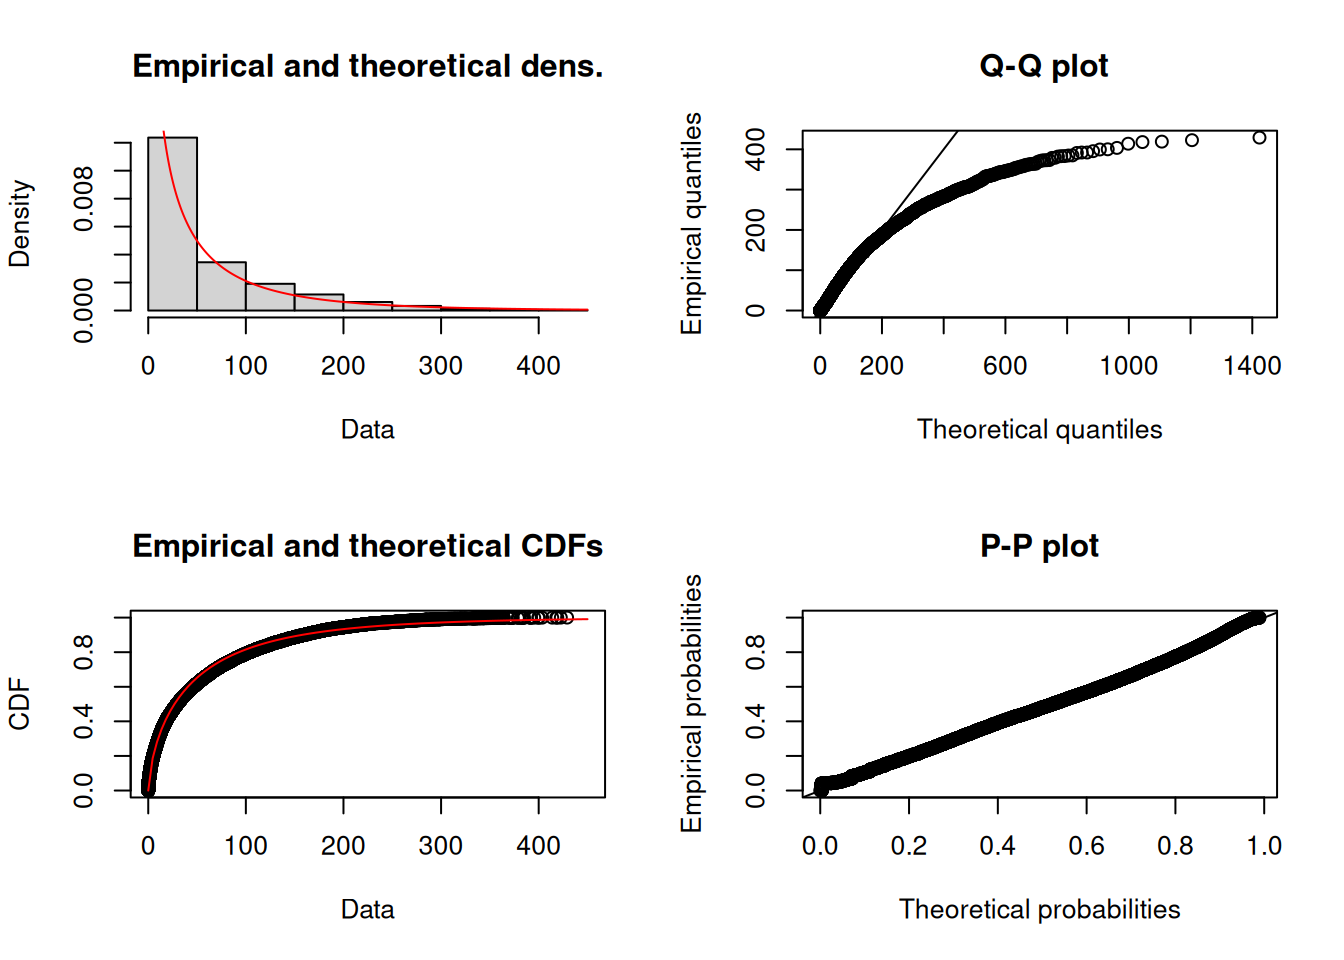 Empirical and theoretical dens.
Density
0.000 0.008
0 100 200 300 400
Data
Q-Q plot
Empirical quantiles
0 200 400
0 200 600 1000 1400
Theoretical quantiles
Empirical and theoretical CDFs
CDF
0.0 0.4 0.8
0 100 200 300 400
Data
P-P plot
Empirical probabilities
0.0 0.4 0.8
0.0 0.2 0.4 0.6 0.8 1.0
Theoretical probabilities